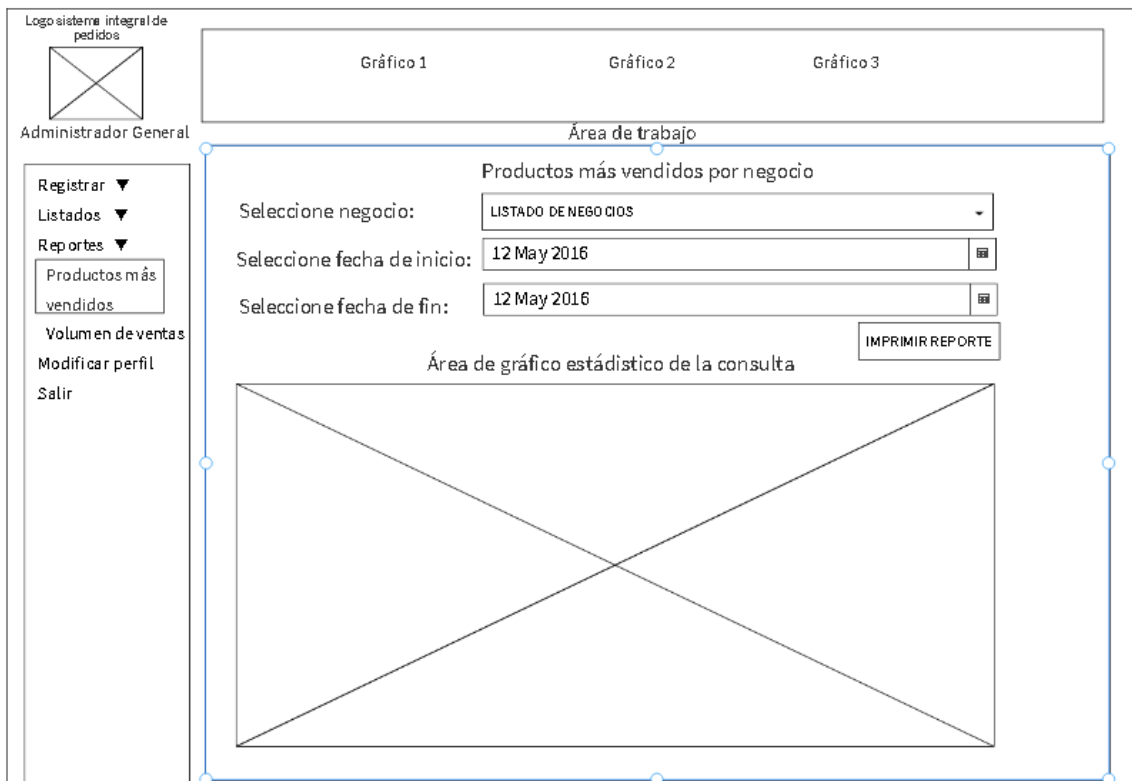 Logo sistema integral de
pedidos
Administrador General
Gráfico 1
Gráfico 2
Gráfico 3
Área de trabajo
Registrar ▼
Listados ▼
Reportes ▼
Productos más
vendidos
Volumen de ventas
Modificar perfil
Salir
Productos más vendidos por negocio
Seleccione negocio:
LISTADO DE NEGOCIOS
Seleccione fecha de inicio:
12 May 2016
Seleccione fecha de fin:
12 May 2016
IMPRIMIR REPORTE
Área de gráfico estádistico de la consulta